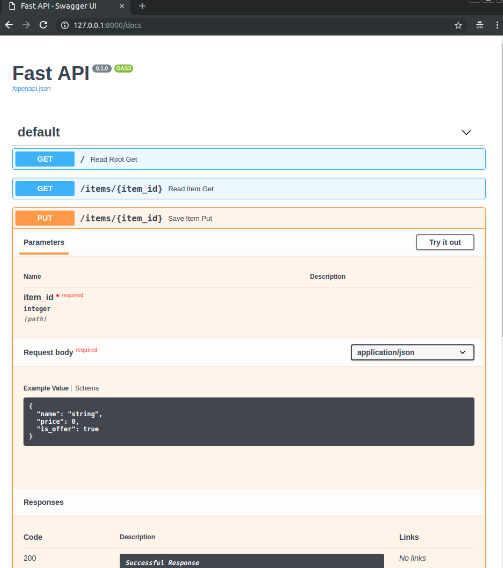 Fast API - Swagger UI
127.0.0.1:8000/docs
Fast API 0.1.0 OAS3
/openapi.json
default
GET / Read Root Get
GET /items/{item_id} Read Item Get
PUT /items/{item_id} Save Item Put
Parameters Try it out
Name Description
item_id * required
integer
(path)
Request body required application/json
Example Value Schema
{
"name": "string",
"price": 0,
"is_offer": true
}
Responses
Code Description Links
200 Successful Response No links